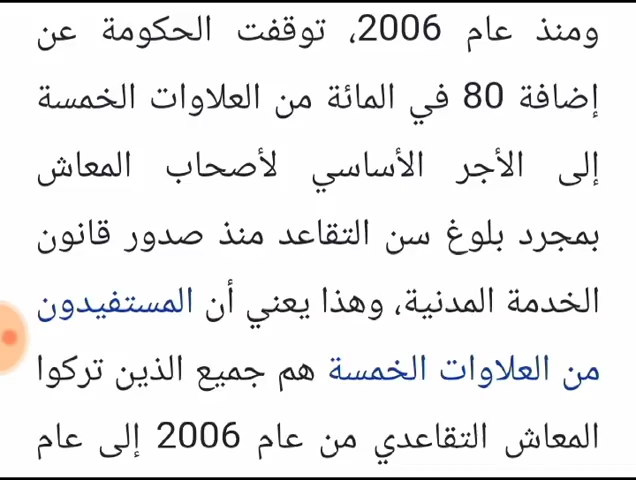 ومنذ عام 2006، توقفت الحكومة عن
إضافة 80 في المائة من العلاوات الخمسة
إلى الأجر الأساسي لأصحاب المعاش
بمجرد بلوغ سن التقاعد منذ صدور قانون
الخدمة المدنية، وهذا يعني أن المستفيدون
من العلاوات الخمسة هم جميع الذين تركوا
المعاش التقاعدي من عام 2006 إلى عام